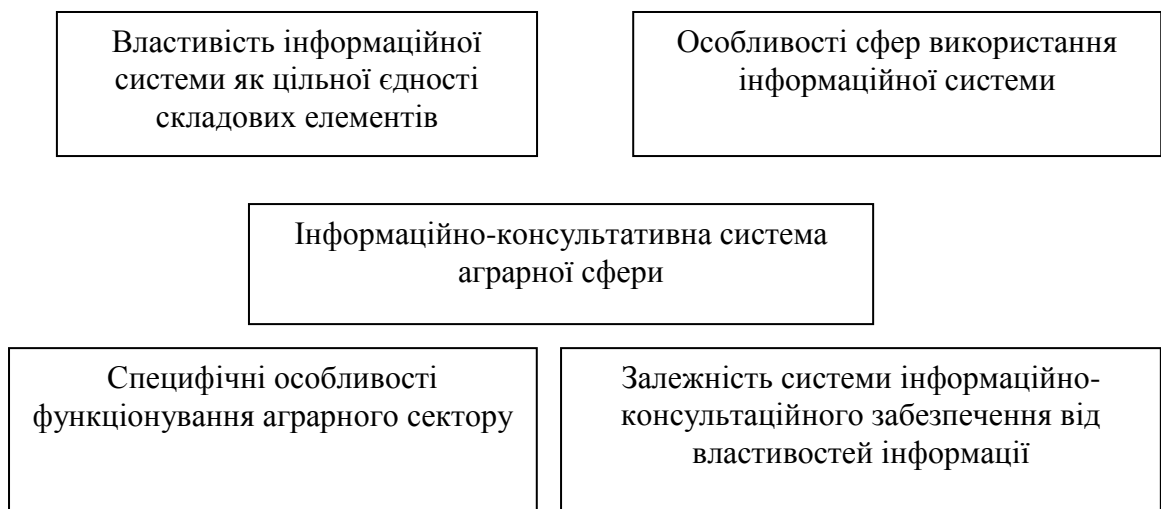 Властивість інформаційної
системи як цільної єдності
складових елементів
Особливості сфер використання
інформаційної системи
Інформаційно-консультативна система
аграрної сфери
Специфічні особливості
функціонування аграрного сектору
Залежність системи інформаційно-
консультаційного забезпечення від
властивостей інформації